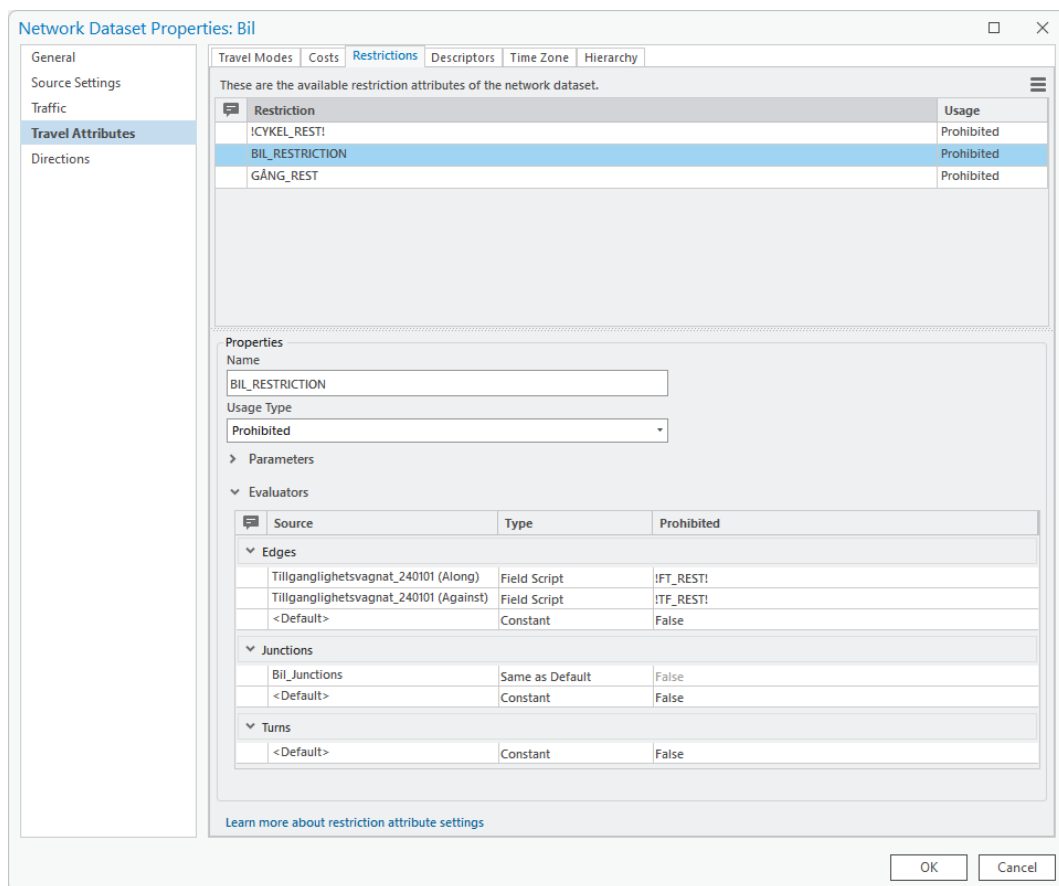 Network Dataset Properties: Bil
General
Source Settings
Traffic
Travel Attributes
Directions
Travel Modes Costs Restrictions Descriptors Time Zone Hierarchy
These are the available restriction attributes of the network dataset.
Restriction Usage
!CYKEL_REST! Prohibited
BIL_RESTRICTION Prohibited
GÅNG_REST Prohibited
Properties
Name
BIL_RESTRICTION
Usage Type
Prohibited
Parameters
Evaluators
Source Type Prohibited
Edges
Tillganglighetsvagnat_240101 (Along) Field Script !FT_REST!
Tillganglighetsvagnat_240101 (Against) Field Script !TF_REST!
<Default> Constant False
Junctions
Bil_Junctions Same as Default False
<Default> Constant False
Turns
<Default> Constant False
Learn more about restriction attribute settings
OK Cancel